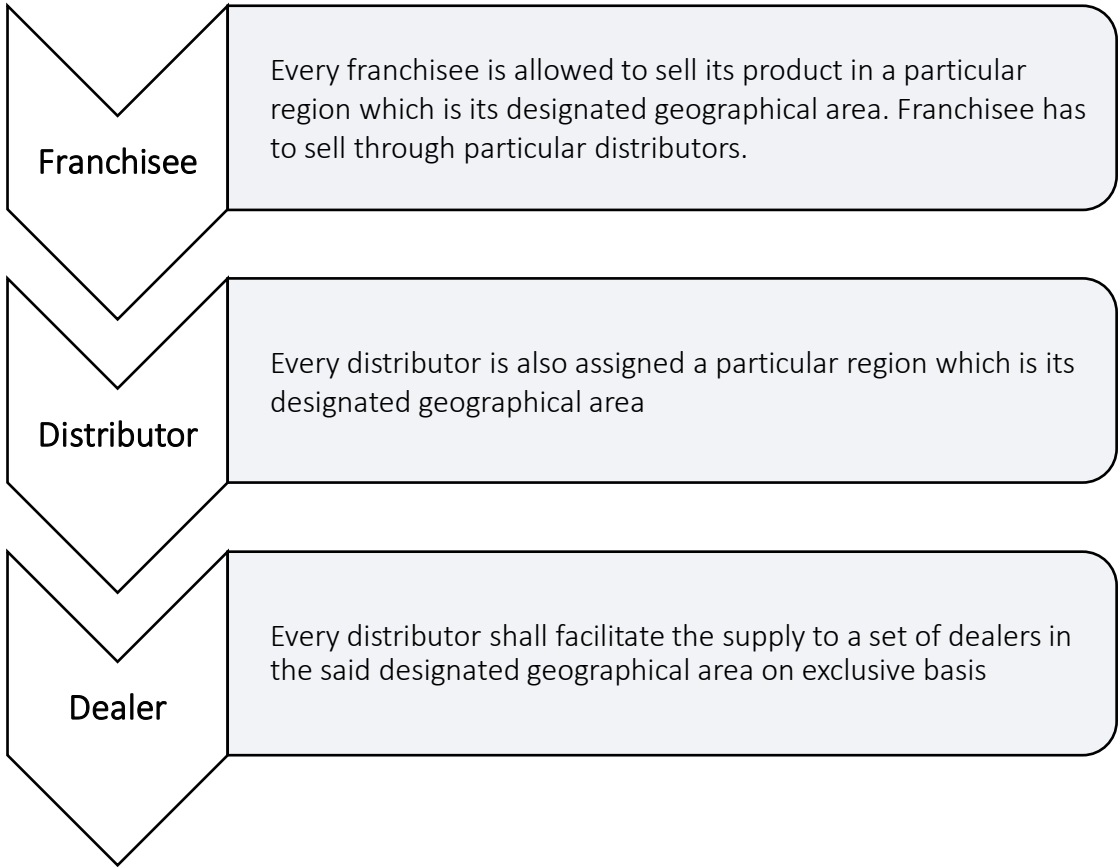 Franchisee
Every franchisee is allowed to sell its product in a particular
region which is its designated geographical area. Franchisee has
to sell through particular distributors.
Distributor
Every distributor is also assigned a particular region which is its
designated geographical area
Dealer
Every distributor shall facilitate the supply to a set of dealers in
the said designated geographical area on exclusive basis